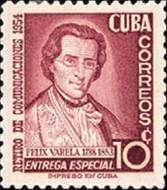 RETIRO DE COMUNICACIONES 1954
CUBA
CORREOS
FELIX VARELA 1788-1853
ENTREGA ESPECIAL
10¢
IMPRESO EN CUBA